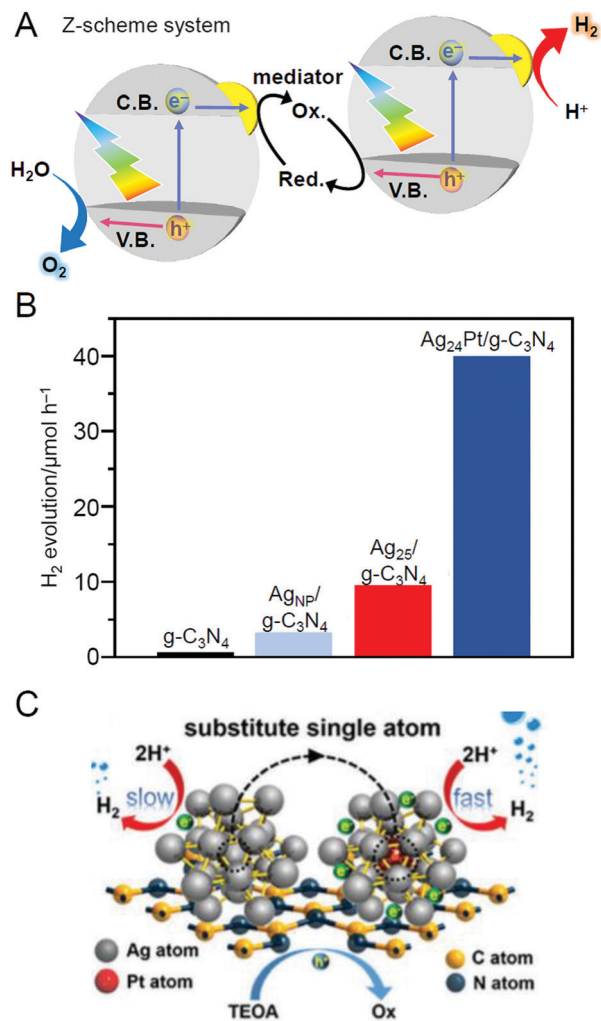 A
Z-scheme system
H₂
C.B.
e⁻
mediator
C.B.
e⁻
Ox.
H⁺
H₂O
Red.
V.B.
h⁺
V.B.
h⁺
O₂
B
H₂ evolution/μmol h⁻¹
40
30
20
10
0
g-C₃N₄
Ag_NP/
g-C₃N₄
Ag₂₅/
g-C₃N₄
Ag₂₄Pt/g-C₃N₄
C
substitute single atom
2H⁺
2H⁺
slow
fast
H₂
H₂
e⁻
e⁻
e⁻
e⁻
e⁻
e⁻
e⁻
Ag atom
Pt atom
h⁺
C atom
N atom
TEOA
Ox